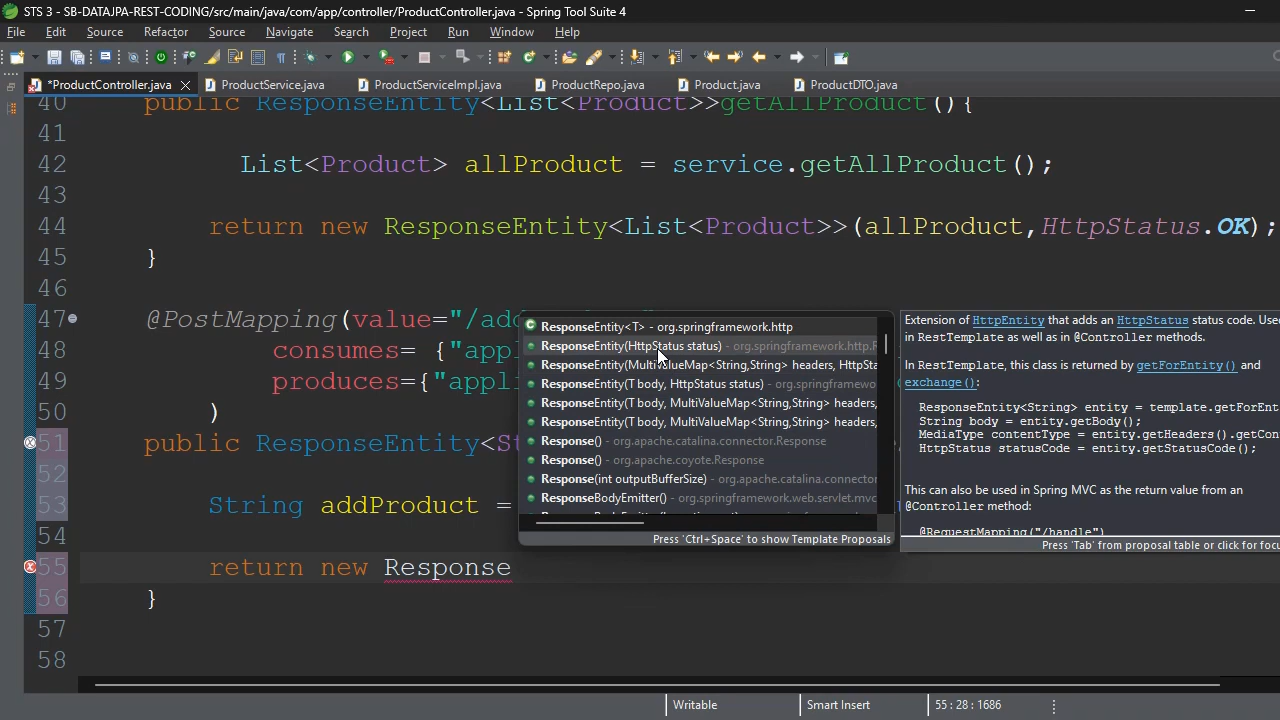 STS 3 - SB-DATAJPA-REST-CODING/src/main/java/com/app/controller/ProductController.java - Spring Tool Suite 4
File Edit Source Refactor Source Navigate Search Project Run Window Help
*ProductController.java ProductService.java ProductServiceImpl.java ProductRepo.java Product.java ProductDTO.java
40 public ResponseEntity<List<Product>>getAllProduct(){
41
42 List<Product> allProduct = service.getAllProduct();
43
44 return new ResponseEntity<List<Product>>(allProduct,HttpStatus.OK);
45 }
46
47 @PostMapping(value="/add
48 consumes= {"appl
49 produces={"appl
50 )
51 public ResponseEntity<St
52
53 String addProduct =
54
55 return new Response
56 }
57
58
ResponseEntity<T> - org.springframework.http
ResponseEntity(HttpStatus status) - org.springframework.http.R
ResponseEntity(MultiValueMap<String,String> headers, HttpSta
ResponseEntity(T body, HttpStatus status) - org.springframewo
ResponseEntity(T body, MultiValueMap<String,String> headers,
ResponseEntity(T body, MultiValueMap<String,String> headers,
Response() - org.apache.catalina.connector.Response
Response() - org.apache.coyote.Response
Response(int outputBufferSize) - org.apache.catalina.connector
ResponseBodyEmitter() - org.springframework.web.servlet.mvc
Press 'Ctrl+Space' to show Template Proposals
Extension of HttpEntity that adds an HttpStatus status code. Used
in RestTemplate as well as in @Controller methods.
In RestTemplate, this class is returned by getForEntity() and
exchange():
ResponseEntity<String> entity = template.getForEnt
String body = entity.getBody();
MediaType contentType = entity.getHeaders().getCon
HttpStatus statusCode = entity.getStatusCode();
This can also be used in Spring MVC as the return value from an
@Controller method:
@RequestMapping("/handle")
Press 'Tab' from proposal table or click for focu
Writable Smart Insert 55 : 28 : 1686